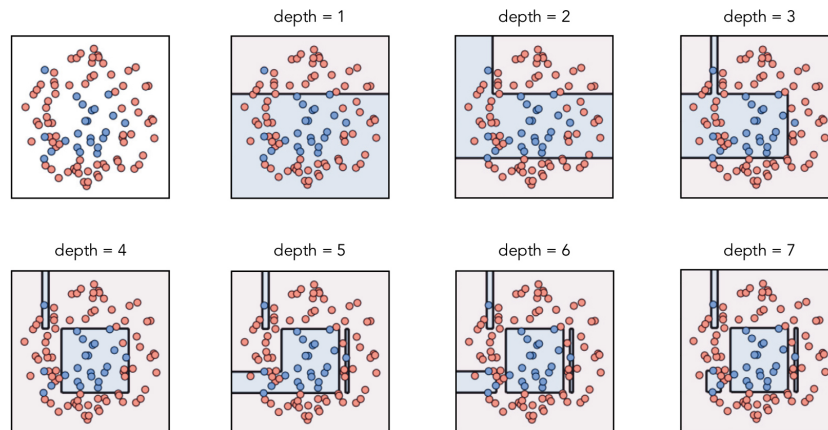 depth = 1
depth = 2
depth = 3
depth = 4
depth = 5
depth = 6
depth = 7